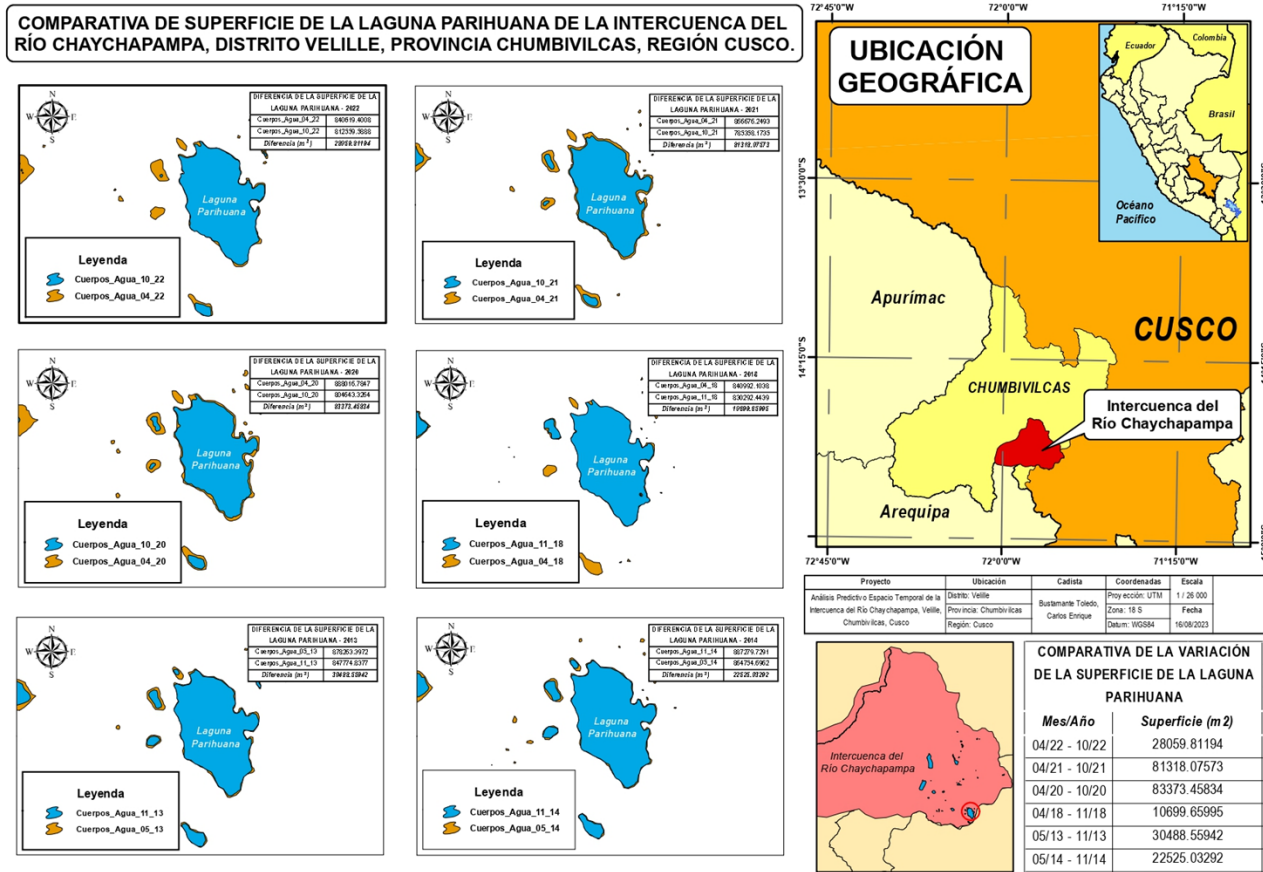 COMPARATIVA DE SUPERFICIE DE LA LAGUNA PARIHUANA DE LA INTERCUENCA DEL
RÍO CHAYCHAPAMPA, DISTRITO VELILLE, PROVINCIA CHUMBIVILCAS, REGIÓN CUSCO.
N
W E
S
DIFERENCIA DE LA SUPERFICIE DE LA
LAGUNA PARIHUANA - 2022
Cuerpos_Agua_04_22
Cuerpos_Agua_10_22
Diferencia (m²)
Laguna
Parihuana
Leyenda
Cuerpos_Agua_10_22
Cuerpos_Agua_04_22
N
W E
S
DIFERENCIA DE LA SUPERFICIE DE LA
LAGUNA PARIHUANA - 2021
Cuerpos_Agua_04_21
Cuerpos_Agua_10_21
Diferencia (m²) 81318.07573
Laguna
Parihuana
Leyenda
Cuerpos_Agua_10_21
Cuerpos_Agua_04_21
N
W E
S
DIFERENCIA DE LA SUPERFICIE DE LA
LAGUNA PARIHUANA - 2020
Cuerpos_Agua_04_20
Cuerpos_Agua_10_20
Diferencia (m²) 83373.45834
Laguna
Parihuana
Leyenda
Cuerpos_Agua_10_20
Cuerpos_Agua_04_20
N
W E
S
DIFERENCIA DE LA SUPERFICIE DE LA
LAGUNA PARIHUANA - 2018
Cuerpos_Agua_04_18
Cuerpos_Agua_11_18
Diferencia (m²)
Laguna
Parihuana
Leyenda
Cuerpos_Agua_11_18
Cuerpos_Agua_04_18
N
W E
S
DIFERENCIA DE LA SUPERFICIE DE LA
LAGUNA PARIHUANA - 2013
Cuerpos_Agua_05_13
Cuerpos_Agua_11_13
Diferencia (m²)
Laguna
Parihuana
Leyenda
Cuerpos_Agua_11_13
Cuerpos_Agua_05_13
N
W E
S
DIFERENCIA DE LA SUPERFICIE DE LA
LAGUNA PARIHUANA - 2014
Cuerpos_Agua_11_14
Cuerpos_Agua_05_14
Diferencia (m²) 22525.03292
Laguna
Parihuana
Leyenda
Cuerpos_Agua_11_14
Cuerpos_Agua_05_14
72°45'0"W 72°0'0"W 71°15'0"W
UBICACIÓN
GEOGRÁFICA
Ecuador
Colombia
Brasil
Océano
Pacífico
13°30'0"S
14°15'0"S
Apurímac
CUSCO
CHUMBIVILCAS
Intercuenca del
Río Chaychapampa
Arequipa
72°45'0"W 72°0'0"W 71°15'0"W
Proyecto Ubicación Cadista Coordenadas Escala
Análisis Predictivo Espacio Temporal de la
Intercuenca del Río Chaychapampa, Velille,
Chumbivilcas, Cusco
Distrito: Velille
Provincia: Chumbivilcas
Región: Cusco
Bustamante Toledo,
Carlos Enrique
Proyección: UTM
Zona: 18 S
Datum: WGS84
1 / 26 000
Fecha
16/08/2023
Intercuenca del
Río Chaychapampa
COMPARATIVA DE LA VARIACIÓN
DE LA SUPERFICIE DE LA LAGUNA
PARIHUANA
Mes/Año Superficie (m2)
04/22 - 10/22 28059.81194
04/21 - 10/21 81318.07573
04/20 - 10/20 83373.45834
04/18 - 11/18 10699.65995
05/13 - 11/13 30488.55942
05/14 - 11/14 22525.03292